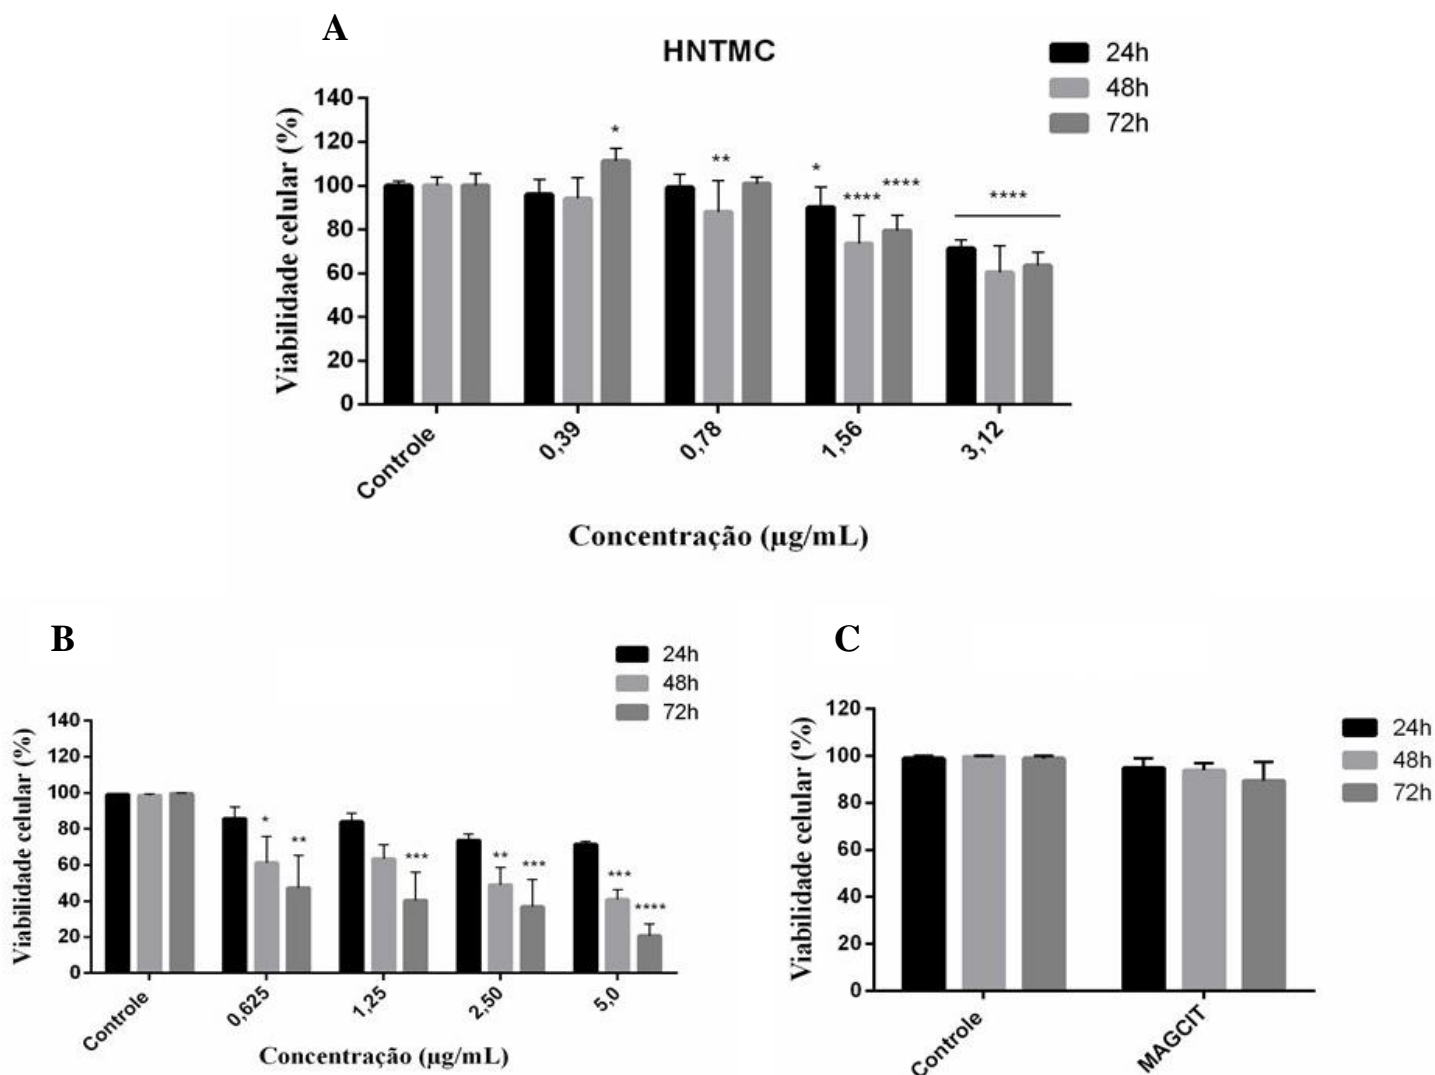 A
HNTMC
24h
48h
72h
Viabilidade celular (%)
140
120
100
80
60
40
20
0
*
**
*
****
****
****
Controle
0,39
0,78
1,56
3,12
Concentração (µg/mL)
B
24h
48h
72h
Viabilidade celular (%)
140
120
100
80
60
40
20
0
*
**
***
**
***
***
****
Controle
0,625
1,25
2,50
5,0
Concentração (µg/mL)
C
24h
48h
72h
Viabilidade celular (%)
120
100
80
60
40
20
0
Controle
MAGCIT